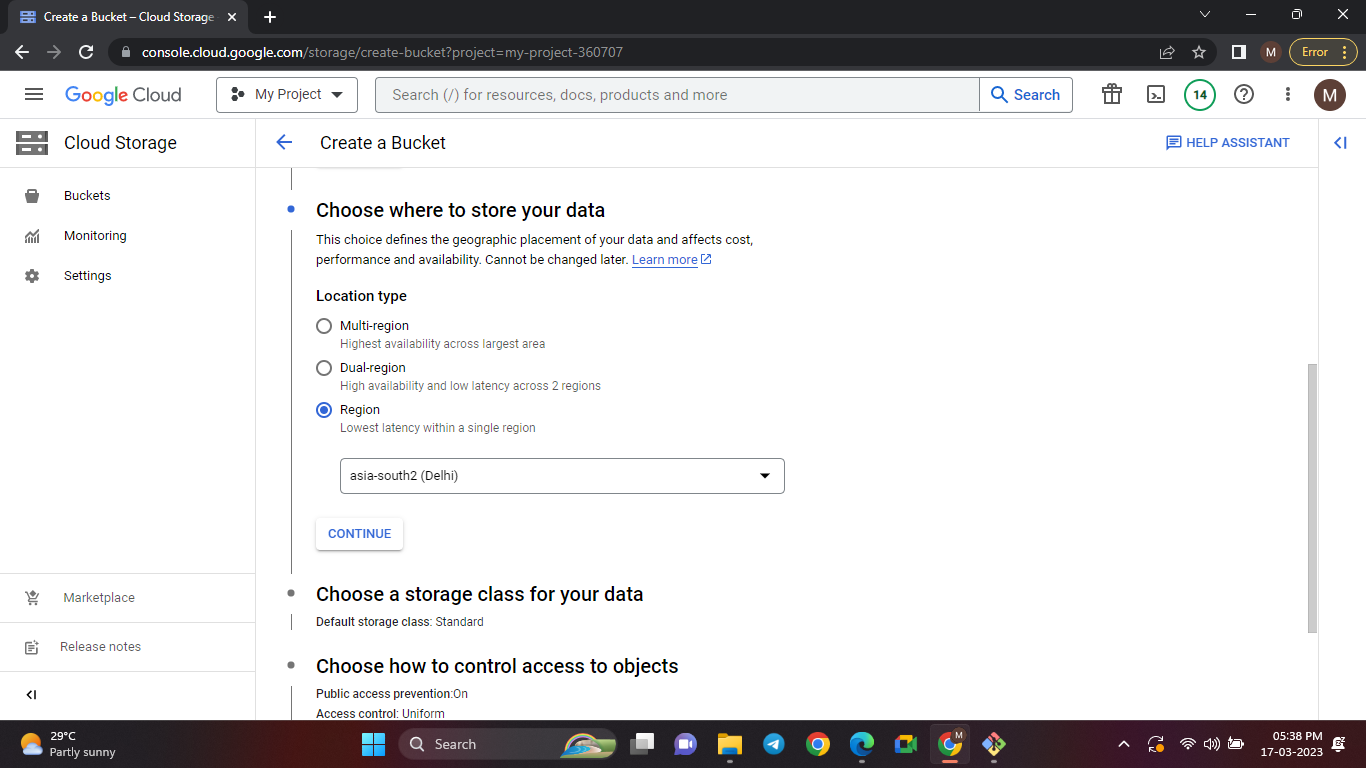 Create a Bucket – Cloud Storage
console.cloud.google.com/storage/create-bucket?project=my-project-360707
M
Error
Google Cloud
My Project
Search (/) for resources, docs, products and more
Search
14
M
Cloud Storage
Create a Bucket
HELP ASSISTANT
Buckets
Monitoring
Settings
Marketplace
Release notes
Choose where to store your data
This choice defines the geographic placement of your data and affects cost,
performance and availability. Cannot be changed later. Learn more
Location type
Multi-region
Highest availability across largest area
Dual-region
High availability and low latency across 2 regions
Region
Lowest latency within a single region
asia-south2 (Delhi)
CONTINUE
Choose a storage class for your data
Default storage class: Standard
Choose how to control access to objects
Public access prevention:On
Access control: Uniform
29°C
Partly sunny
Search
M
05:38 PM
17-03-2023